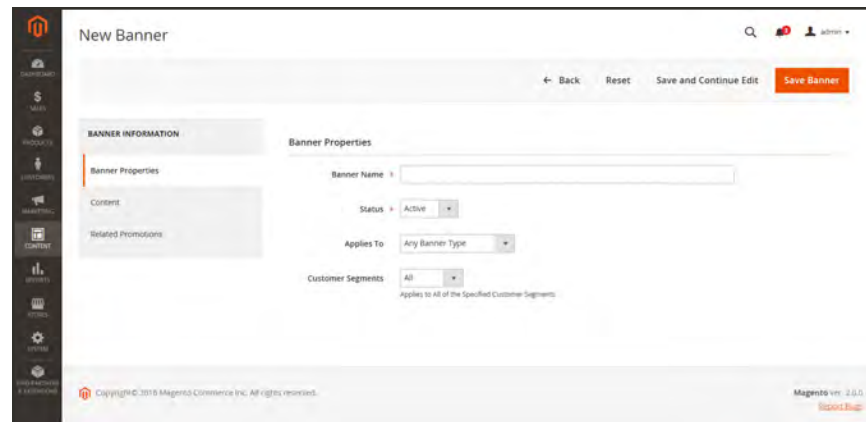 New Banner
admin
← Back Reset Save and Continue Edit Save Banner
DASHBOARD
SALES
PRODUCTS
CUSTOMERS
MARKETING
CONTENT
REPORTS
STORES
SYSTEM
FIND PARTNERS
& EXTENSIONS
BANNER INFORMATION
Banner Properties
Content
Related Promotions
Banner Properties
Banner Name *
Status * Active
Applies To Any Banner Type
Customer Segments All
Applies to All of the Specified Customer Segments
Copyright© 2016 Magento Commerce Inc. All rights reserved.
Magento ver. 2.0.0
Report Bugs